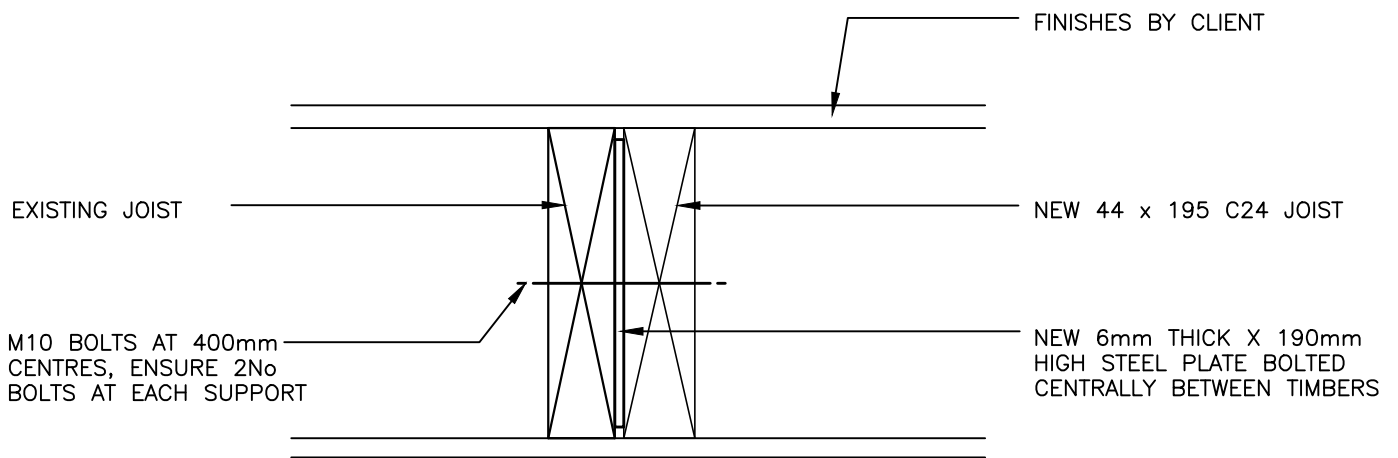 FINISHES BY CLIENT
EXISTING JOIST
NEW 44 x 195 C24 JOIST
M10 BOLTS AT 400mm
CENTRES, ENSURE 2No
BOLTS AT EACH SUPPORT
NEW 6mm THICK X 190mm
HIGH STEEL PLATE BOLTED
CENTRALLY BETWEEN TIMBERS